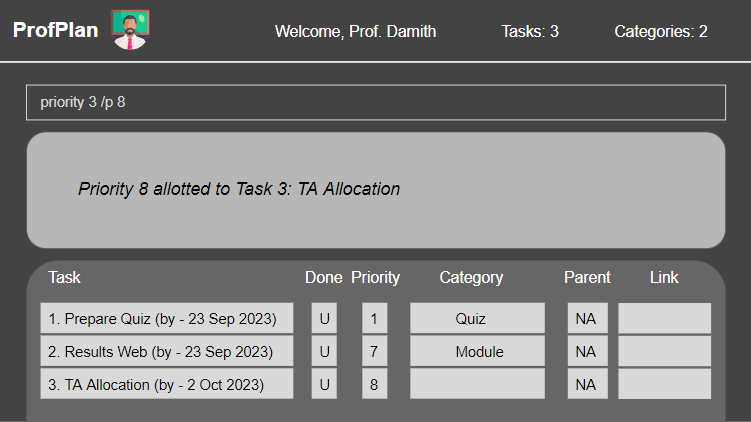 ProfPlan Welcome, Prof. Damith Tasks: 3 Categories: 2
priority 3 /p 8
Priority 8 allotted to Task 3: TA Allocation
Task Done Priority Category Parent Link
1. Prepare Quiz (by - 23 Sep 2023) U 1 Quiz NA
2. Results Web (by - 23 Sep 2023) U 7 Module NA
3. TA Allocation (by - 2 Oct 2023) U 8 NA